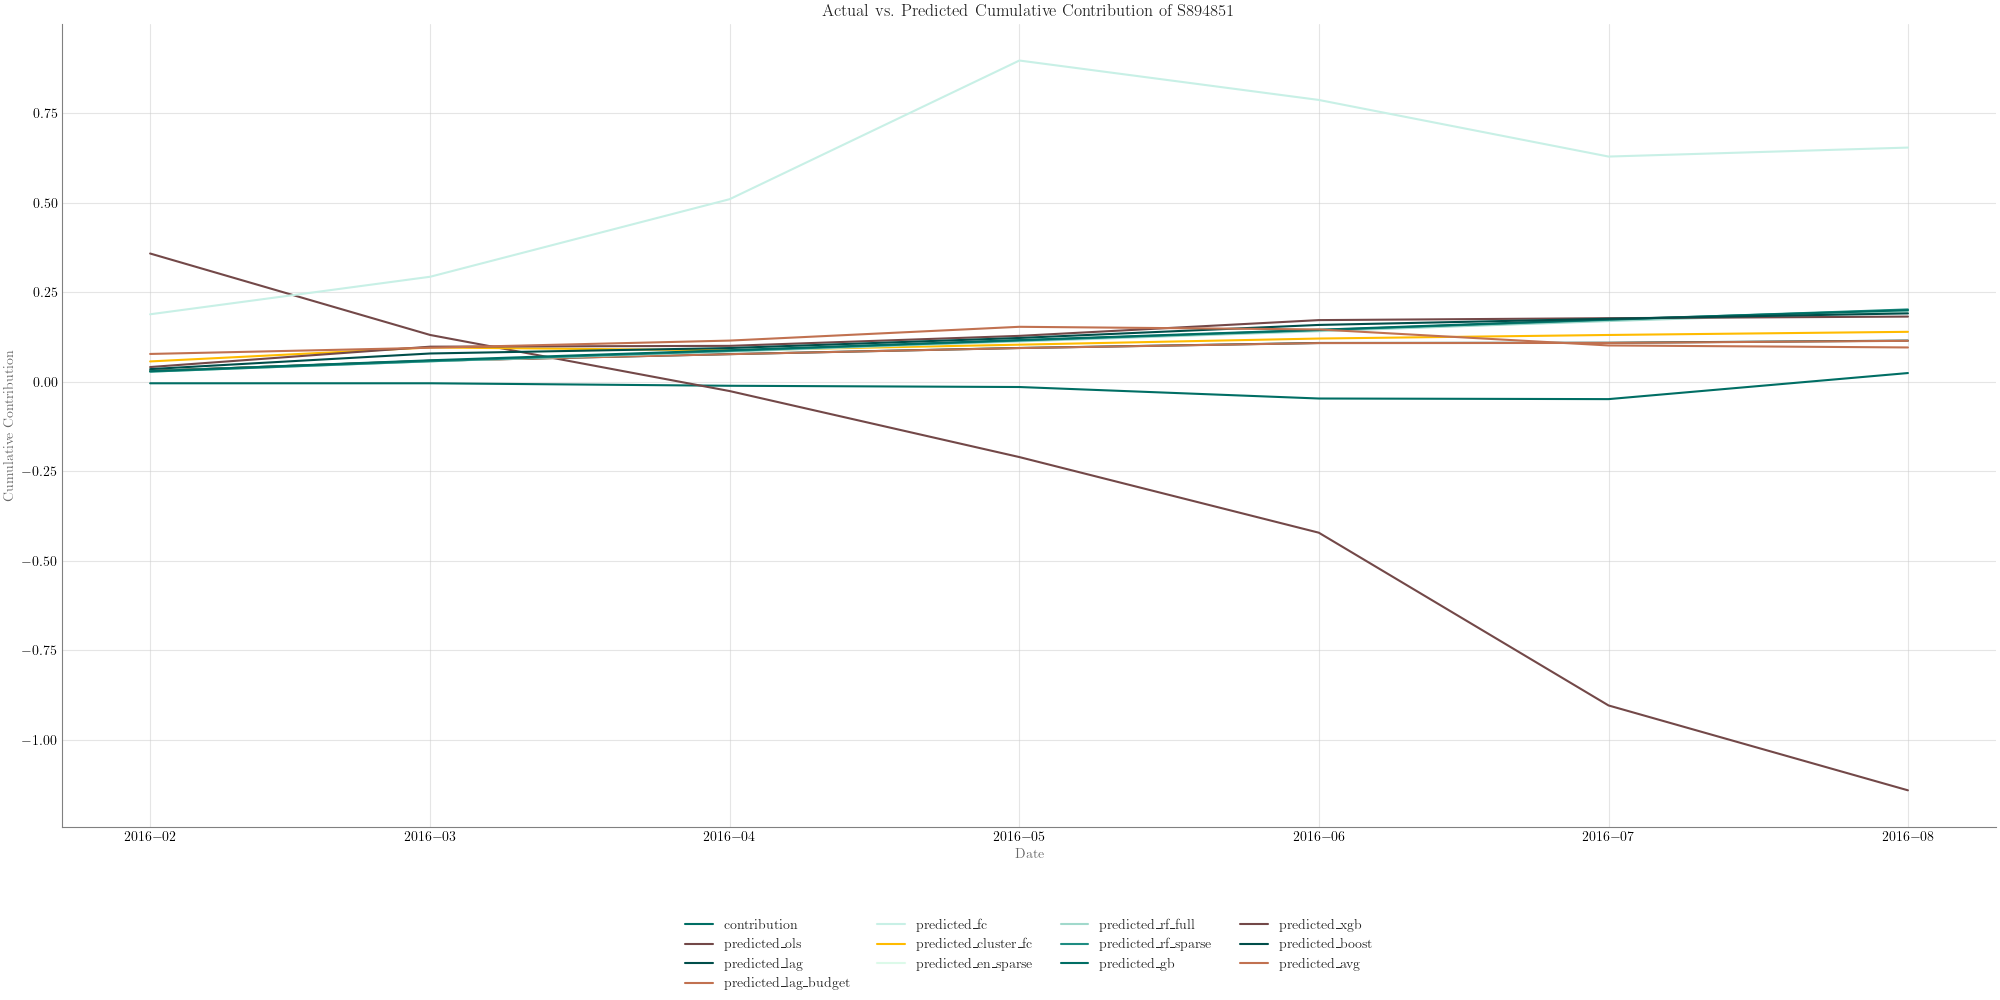 Actual vs. Predicted Cumulative Contribution of S894851
Cumulative Contribution
0.75
0.50
0.25
0.00
−0.25
−0.50
−0.75
−1.00
2016−02 2016−03 2016−04 2016−05 2016−06 2016−07 2016−08
Date
contribution predicted_fc predicted_rf_full predicted_xgb
predicted_ols predicted_cluster_fc predicted_rf_sparse predicted_boost
predicted_lag predicted_en_sparse predicted_gb predicted_avg
predicted_lag_budget